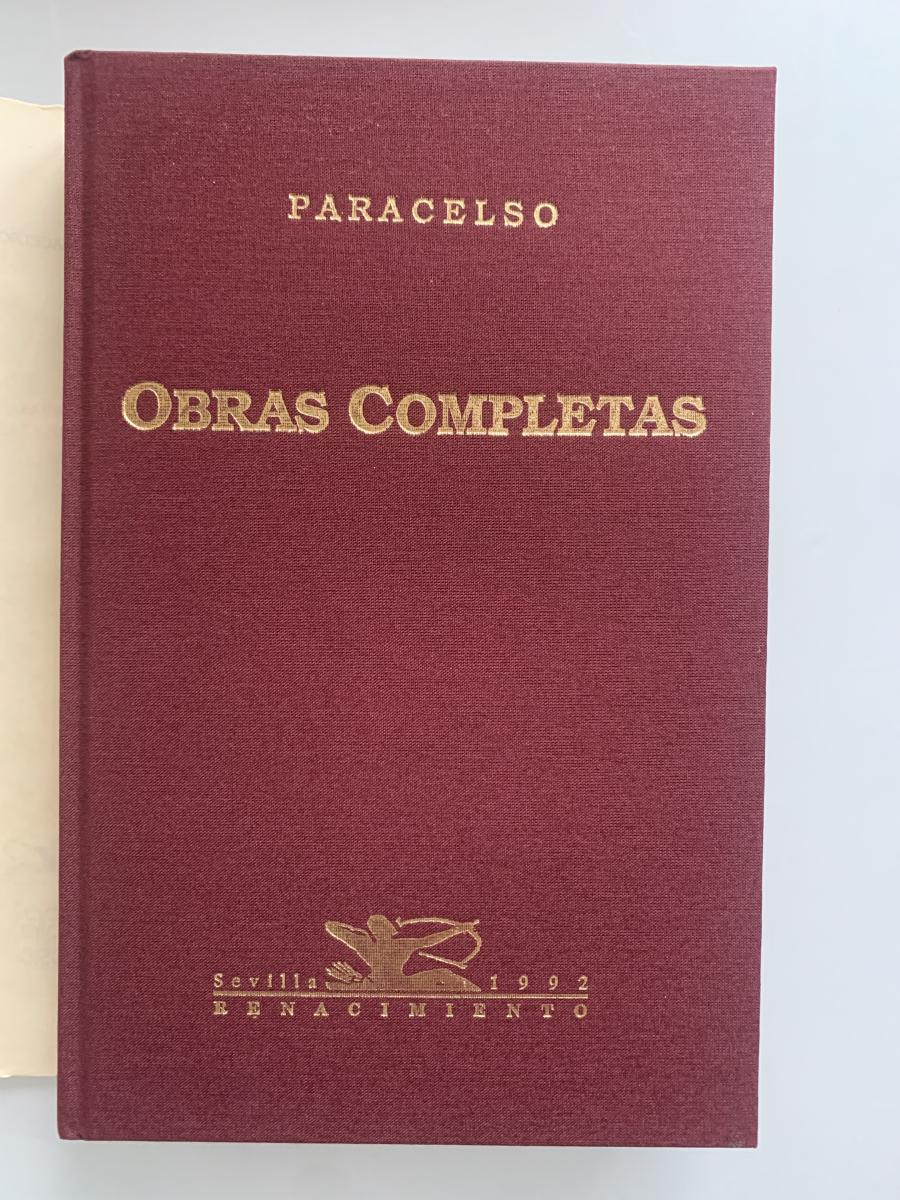 PARACELSO
OBRAS COMPLETAS
Sevilla 1992
RENACIMIENTO